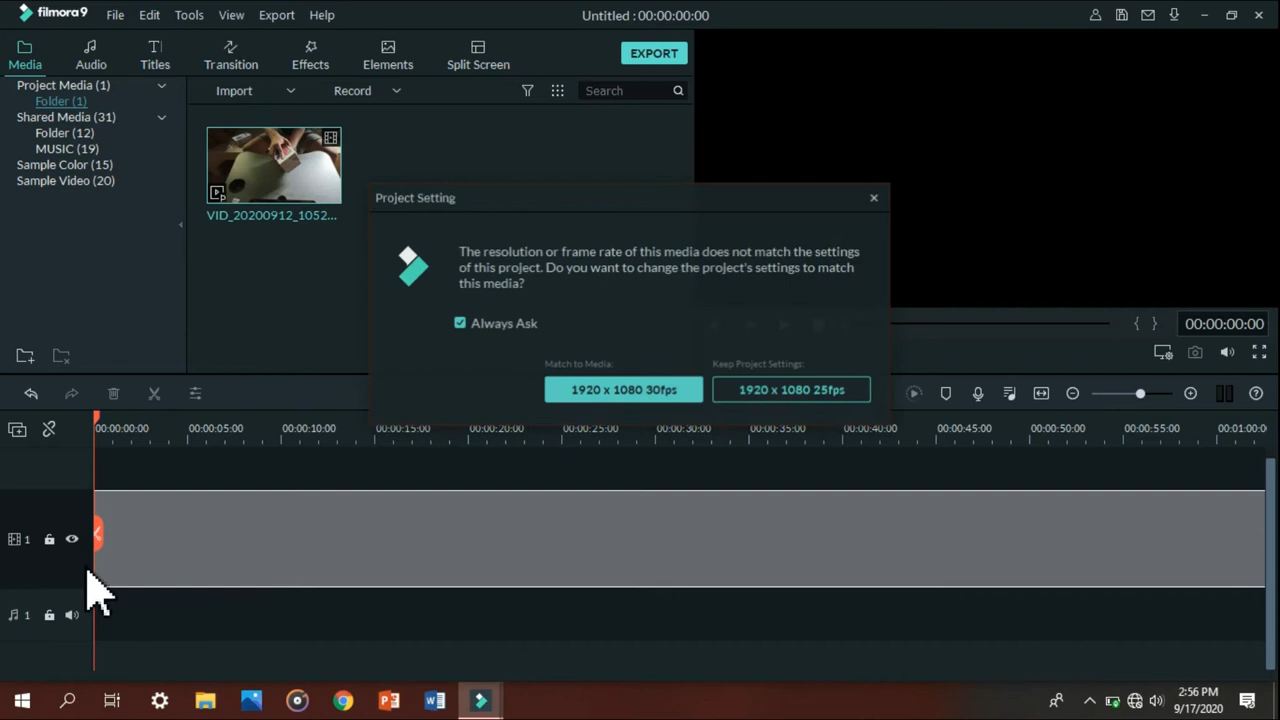 filmora9 File Edit Tools View Export Help Untitled : 00:00:00:00
Media Audio Titles Transition Effects Elements Split Screen EXPORT
Project Media (1)
Folder (1)
Shared Media (31)
Folder (12)
MUSIC (19)
Sample Color (15)
Sample Video (20)
Import Record Search
VID_20200912_1052...
Project Setting
The resolution or frame rate of this media does not match the settings
of this project. Do you want to change the project's settings to match
this media?
Always Ask
Match to Media: Keep Project Settings:
1920 x 1080 30fps 1920 x 1080 25fps
{ } 00:00:00:00
00:00:00:00 00:00:05:00 00:00:10:00 00:00:15:00 00:00:20:00 00:00:25:00 00:00:30:00 00:00:35:00 00:00:40:00 00:00:45:00 00:00:50:00 00:00:55:00 00:01:00:00
1
1
2:56 PM
9/17/2020